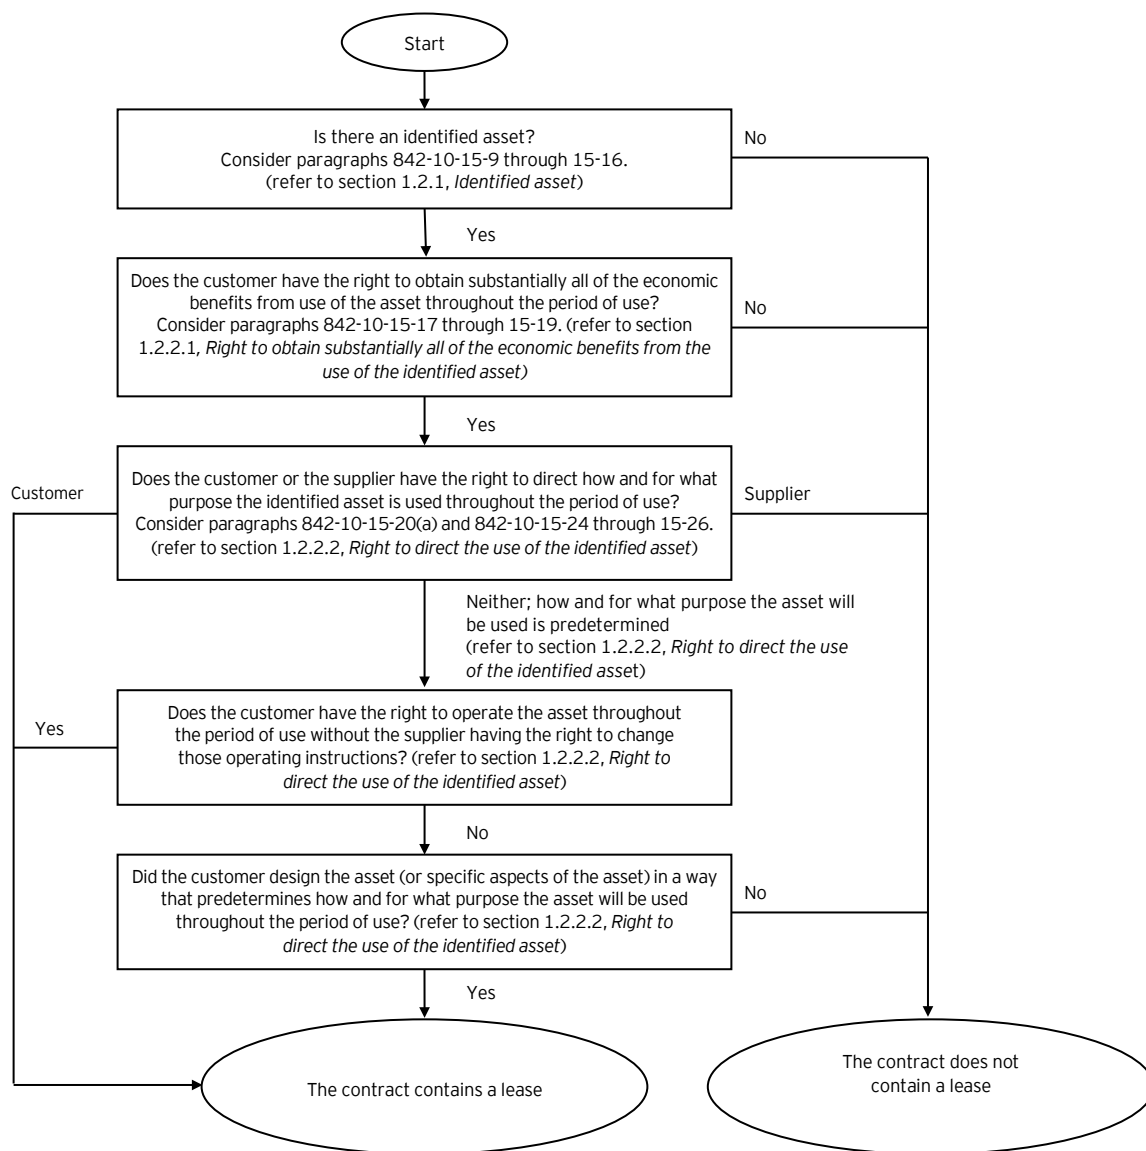 Start
Is there an identified asset?
Consider paragraphs 842-10-15-9 through 15-16.
(refer to section 1.2.1, Identified asset)
No
Yes
Does the customer have the right to obtain substantially all of the economic
benefits from use of the asset throughout the period of use?
Consider paragraphs 842-10-15-17 through 15-19. (refer to section
1.2.2.1, Right to obtain substantially all of the economic benefits from the
use of the identified asset)
No
Yes
Does the customer or the supplier have the right to direct how and for what
purpose the identified asset is used throughout the period of use?
Consider paragraphs 842-10-15-20(a) and 842-10-15-24 through 15-26.
(refer to section 1.2.2.2, Right to direct the use of the identified asset)
Customer
Supplier
Neither; how and for what purpose the asset will
be used is predetermined
(refer to section 1.2.2.2, Right to direct the use
of the identified asset)
Does the customer have the right to operate the asset throughout
the period of use without the supplier having the right to change
those operating instructions? (refer to section 1.2.2.2, Right to
direct the use of the identified asset)
Yes
No
Did the customer design the asset (or specific aspects of the asset) in a way
that predetermines how and for what purpose the asset will be used
throughout the period of use? (refer to section 1.2.2.2, Right to
direct the use of the identified asset)
No
Yes
The contract contains a lease
The contract does not
contain a lease